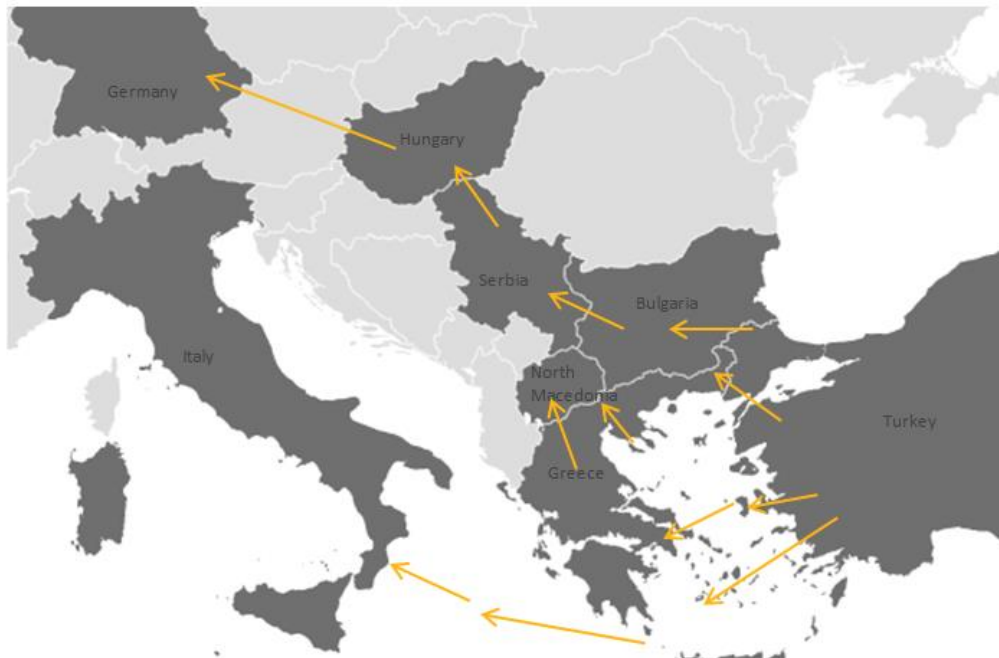 Germany
Hungary
Serbia
Bulgaria
Italy
North
Macedonia
Turkey
Greece